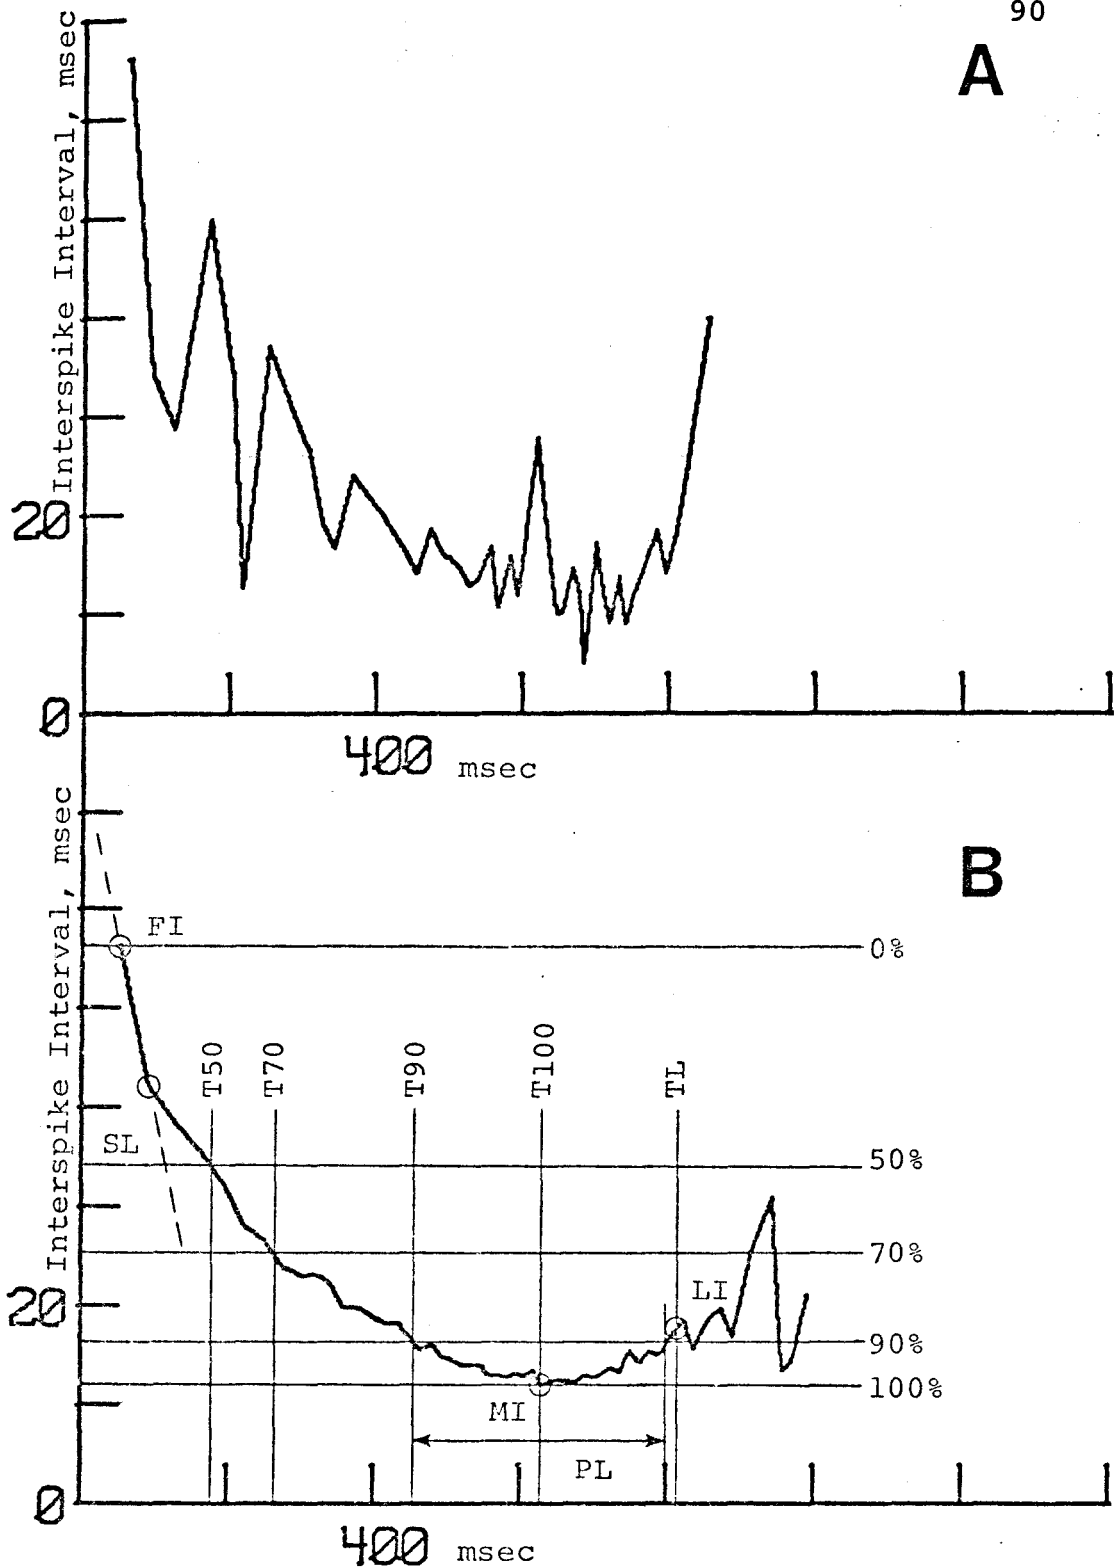 90
A
Interspike Interval, msec
20
0
400 msec
B
Interspike Interval, msec
FI
0%
T50
T70
T90
T100
TL
SL
50%
70%
LI
20
90%
100%
MI
PL
0
400 msec